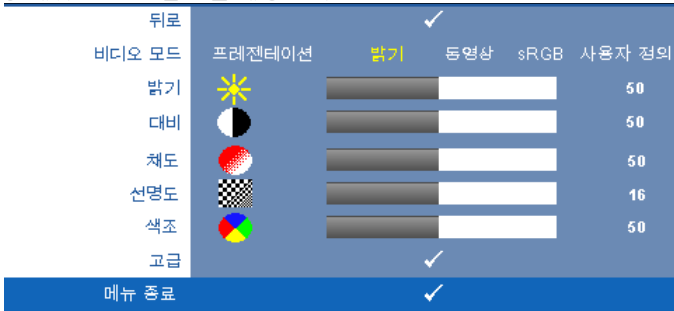 뒤로
비디오 모드 프레젠테이션 밝기 동영상 sRGB 사용자 정의
밝기 50
대비 50
채도 50
선명도 16
색조 50
고급
메뉴 종료